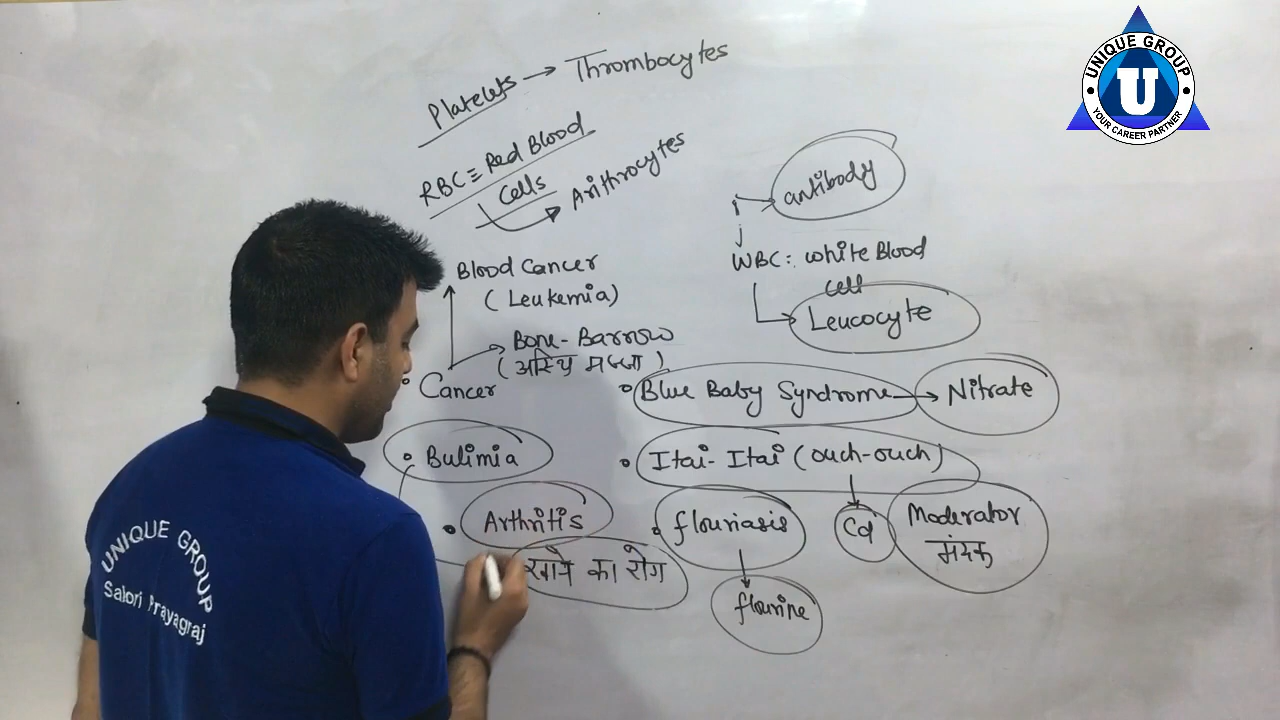 Platelets → Thrombocytes
RBC = Red Blood
Cells
Arithrocytes
Blood Cancer
(Leukemia)
Bone-Barrow
(अस्थि मज्जा)
• Cancer
• Bulimia
• Arthritis
खाने का रोग
antibody
WBC: White Blood
cell
Leucocyte
• Blue Baby Syndrome → Nitrate
• Itai-Itai (ouch-ouch)
Cd
Moderator
मंदक
• flouriasis
flourine
UNIQUE GROUP
YOUR CAREER PARTNER
U
UNIQUE GROUP
Salori Prayagraj